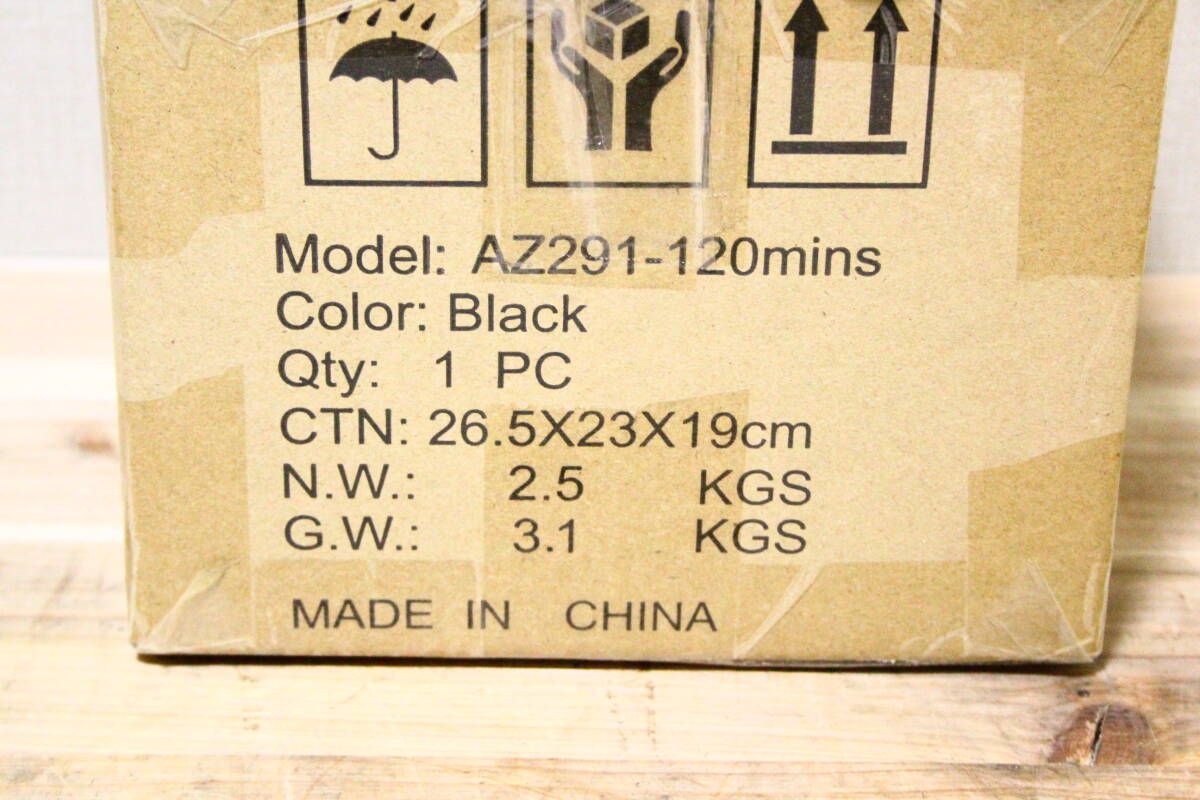 Model: AZ291-120mins
Color: Black
Qty: 1 PC
CTN: 26.5X23X19cm
N.W.: 2.5 KGS
G.W.: 3.1 KGS
MADE IN CHINA